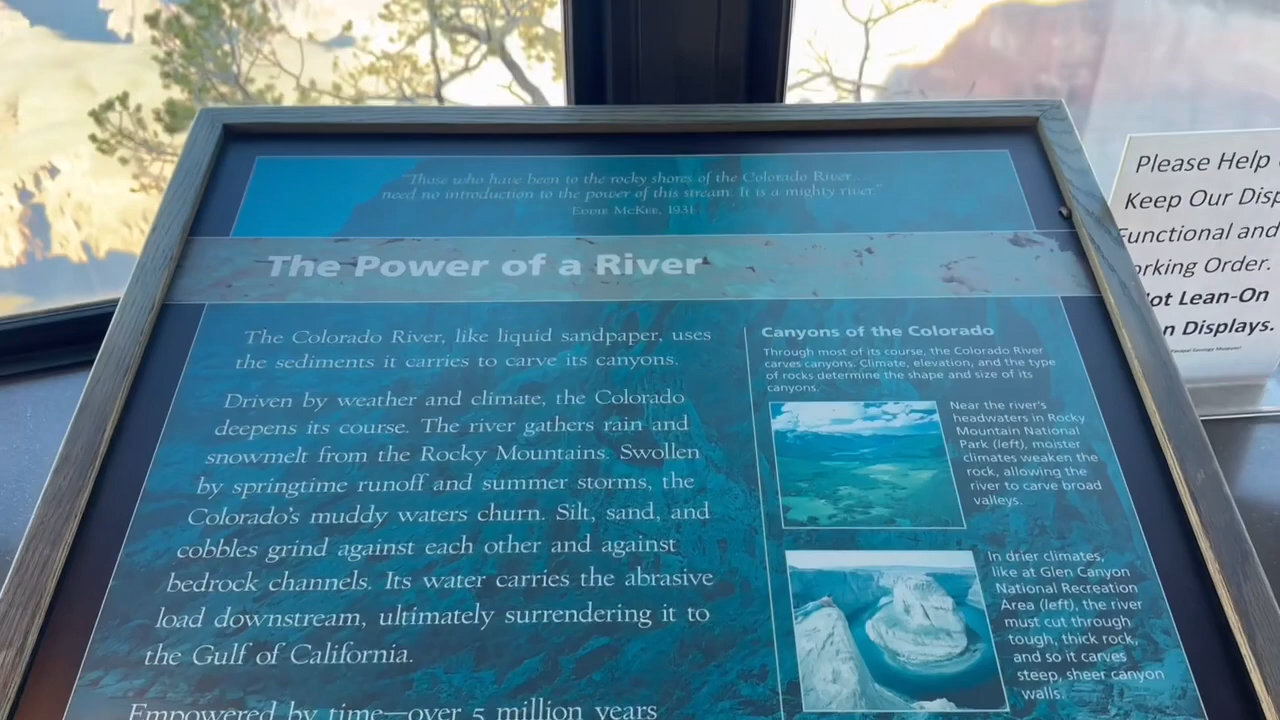 "Those who have been to the rocky shores of the Colorado River...
need no introduction to the power of this stream. It is a mighty river."
Eddie McKee, 1931
The Power of a River
The Colorado River, like liquid sandpaper, uses
the sediments it carries to carve its canyons.
Driven by weather and climate, the Colorado
deepens its course. The river gathers rain and
snowmelt from the Rocky Mountains. Swollen
by springtime runoff and summer storms, the
Colorado's muddy waters churn. Silt, sand, and
cobbles grind against each other and against
bedrock channels. Its water carries the abrasive
load downstream, ultimately surrendering it to
the Gulf of California.
Empowered by time—over 5 million years
Canyons of the Colorado
Through most of its course, the Colorado River
carves canyons. Climate, elevation, and the type
of rocks determine the shape and size of its
canyons.
Near the river's
headwaters in Rocky
Mountain National
Park (left), moister
climates weaken the
rock, allowing the
river to carve broad
valleys.
In drier climates,
like at Glen Canyon
National Recreation
Area (left), the river
must cut through
tough, thick rock,
and so it carves
steep, sheer canyon
walls.
Please Help
Keep Our Disp
Functional and
orking Order.
ot Lean-On
n Displays.